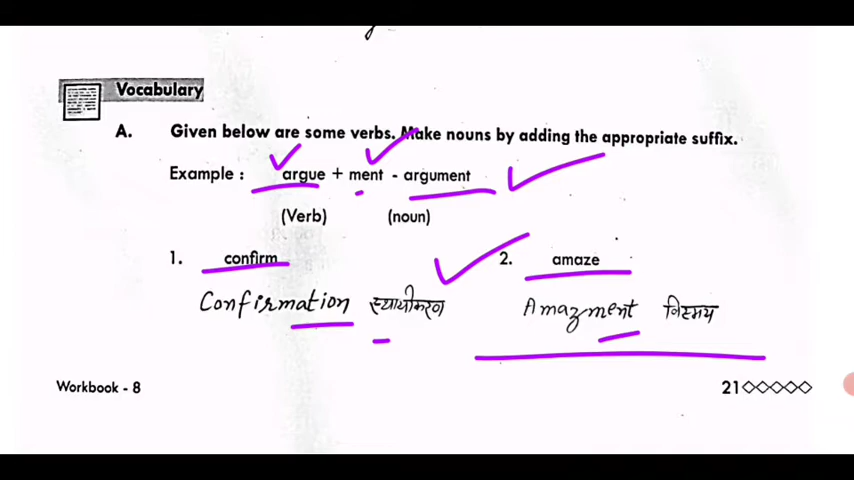 Vocabulary
A. Given below are some verbs. Make nouns by adding the appropriate suffix.
Example : argue + ment - argument
(Verb) (noun)
1. confirm 2. amaze
Confirmation स्थायीकरण Amazment विस्मय
Workbook - 8 21